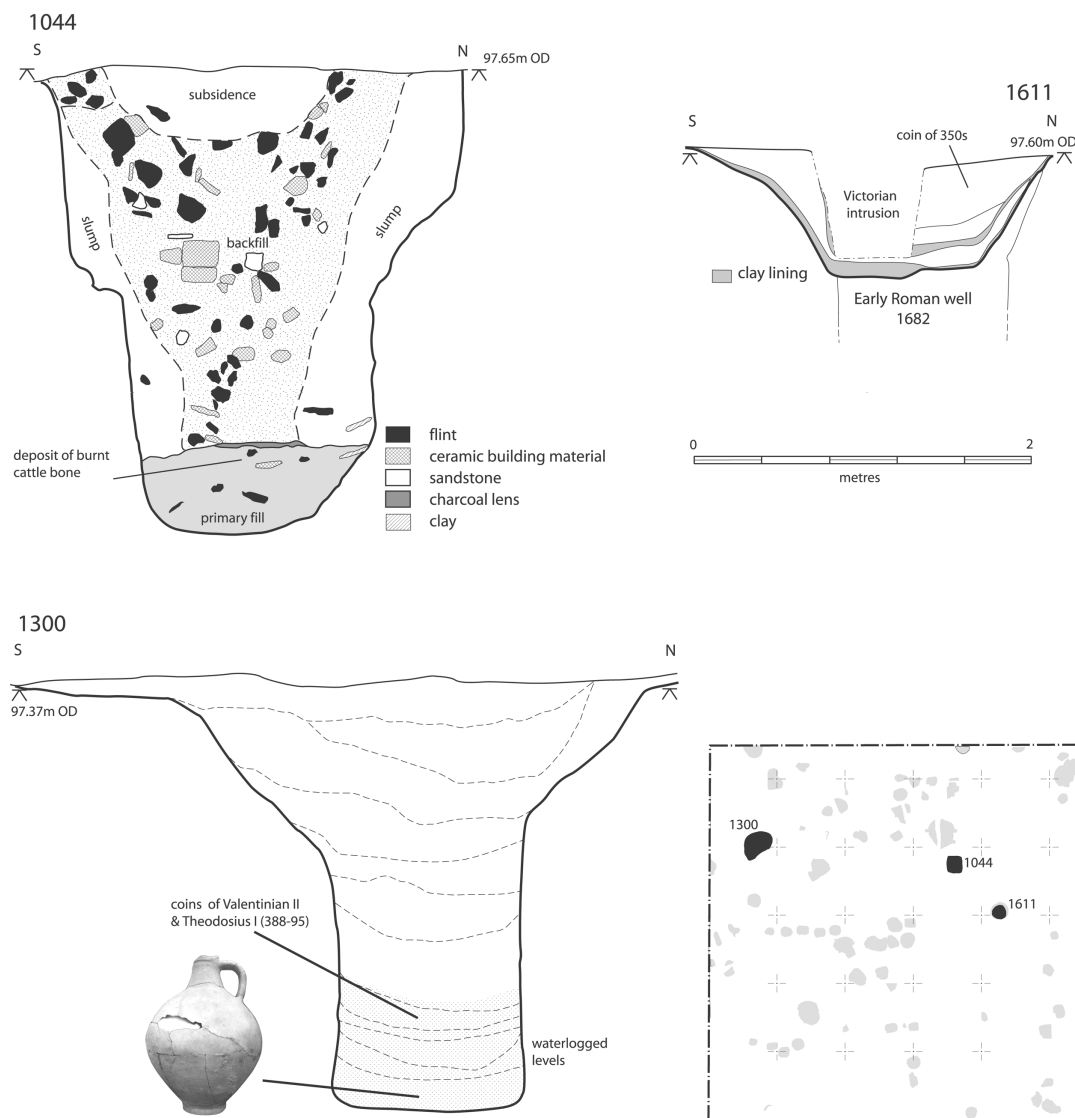 1044
S
N
97.65m OD
subsidence
slump
slump
backfill
deposit of burnt
cattle bone
primary fill
flint
ceramic building material
sandstone
charcoal lens
clay
1611
S
N
coin of 350s
97.60m OD
Victorian
intrusion
clay lining
Early Roman well
1682
0
2
metres
1300
S
N
97.37m OD
coins of Valentinian II
& Theodosius I (388-95)
waterlogged
levels
1300
1044
1611